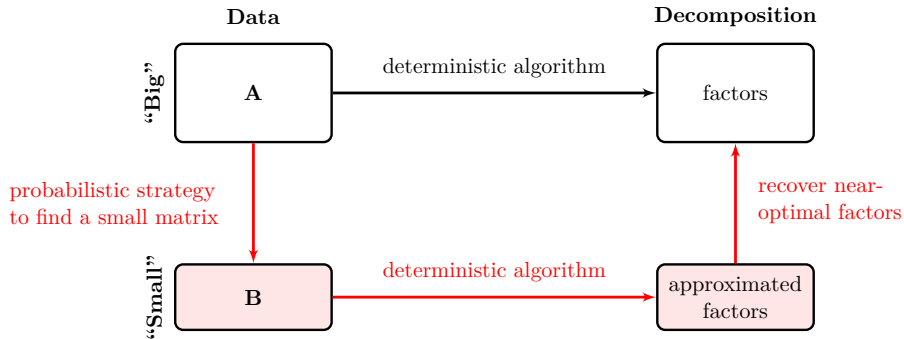 Data
Decomposition
“Big”
A
deterministic algorithm
factors
probabilistic strategy
to find a small matrix
recover near-
optimal factors
“Small”
B
deterministic algorithm
approximated
factors